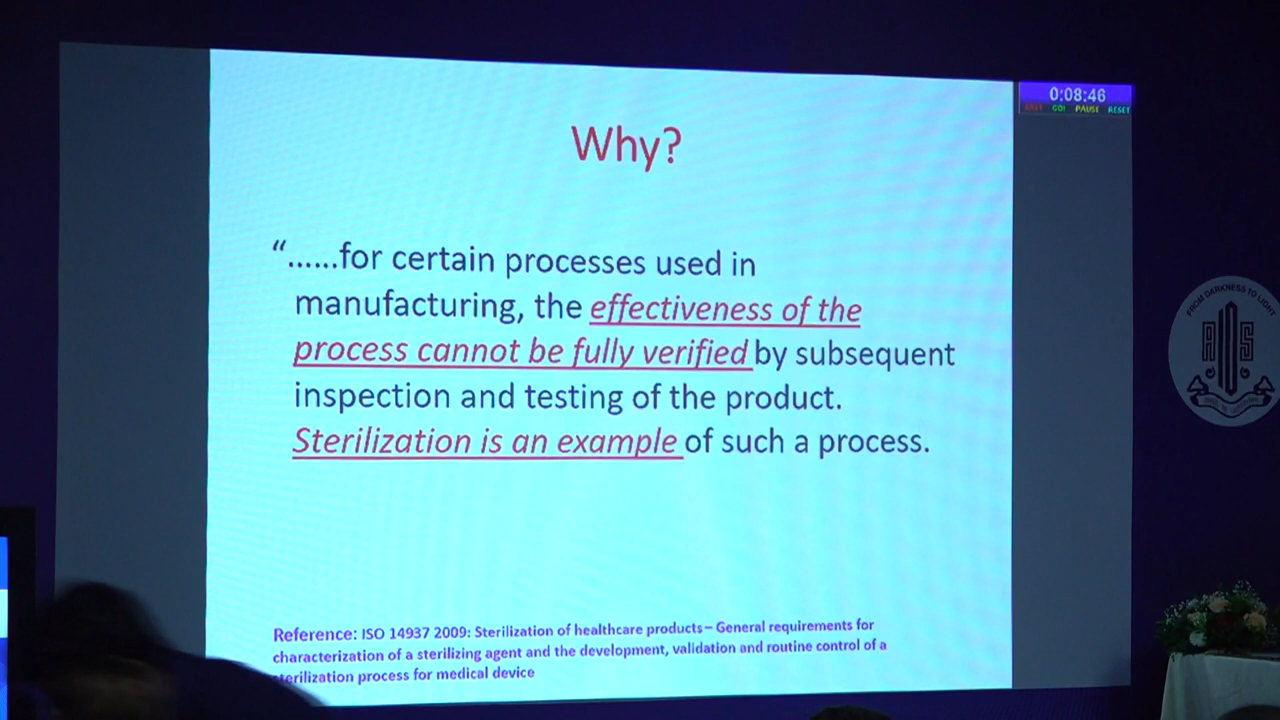 Why?
“......for certain processes used in
manufacturing, the effectiveness of the
process cannot be fully verified by subsequent
inspection and testing of the product.
Sterilization is an example of such a process.
Reference: ISO 14937 2009: Sterilization of healthcare products– General requirements for
characterization of a sterilizing agent and the development, validation and routine control of a
sterilization process for medical device
0:08:46
EXIT GO! PAUSE RESET
FROM DARKNESS TO LIGHT